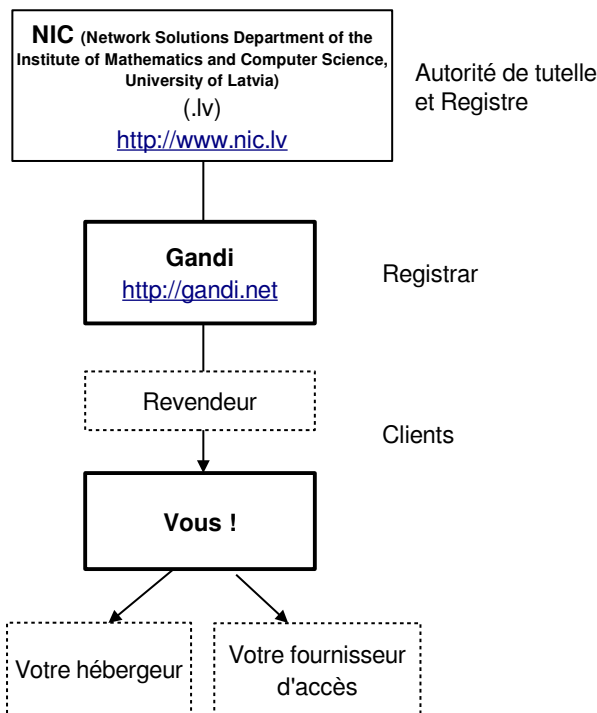 NIC (Network Solutions Department of the
Institute of Mathematics and Computer Science,
University of Latvia)
(.lv)
http://www.nic.lv
Autorité de tutelle
et Registre
Gandi
http://gandi.net
Registrar
Revendeur
Clients
Vous !
Votre hébergeur
Votre fournisseur
d'accès